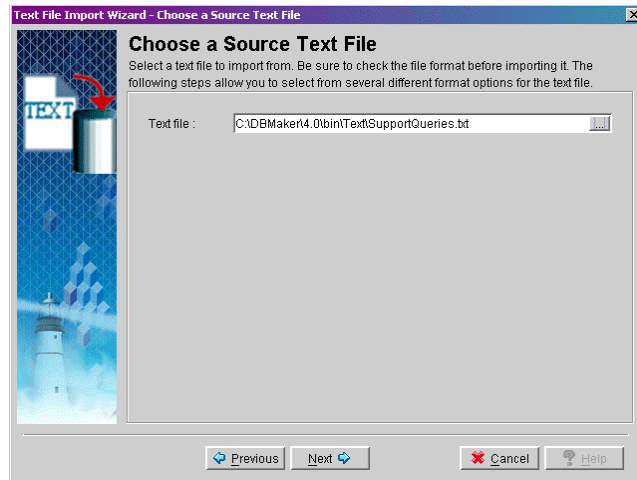 Text File Import Wizard - Choose a Source Text File
Choose a Source Text File
Select a text file to import from. Be sure to check the file format before importing it. The
following steps allow you to select from several different format options for the text file.
TEXT
Text file : C:\DBMaker\4.0\bin\Text\SupportQueries.txt ...
Previous Next Cancel Help